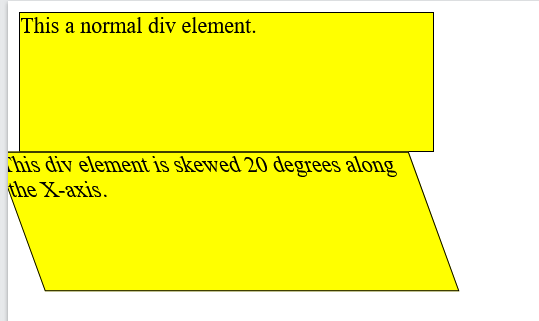 This a normal div element.
This div element is skewed 20 degrees along
the X-axis.